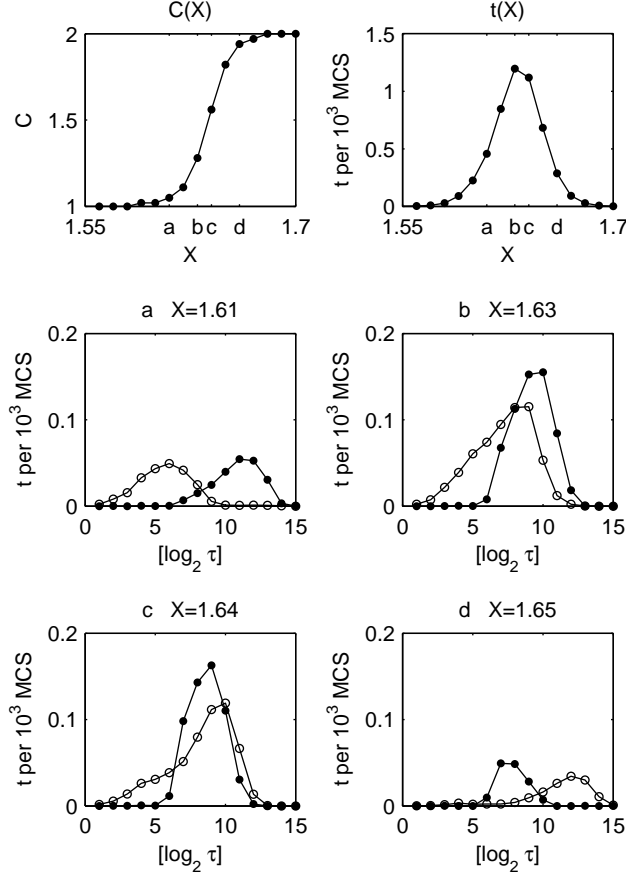 C(X) t(X)
2 1.5
C 1.5 t per 10³ MCS 1
0.5
1 0
1.55 a b c d 1.7 1.55 a b c d 1.7
X X
a X=1.61 b X=1.63
0.2 0.2
t per 10³ MCS 0.1 t per 10³ MCS 0.1
0 0
0 5 10 15 0 5 10 15
[log₂ τ] [log₂ τ]
c X=1.64 d X=1.65
0.2 0.2
t per 10³ MCS 0.1 t per 10³ MCS 0.1
0 0
0 5 10 15 0 5 10 15
[log₂ τ] [log₂ τ]